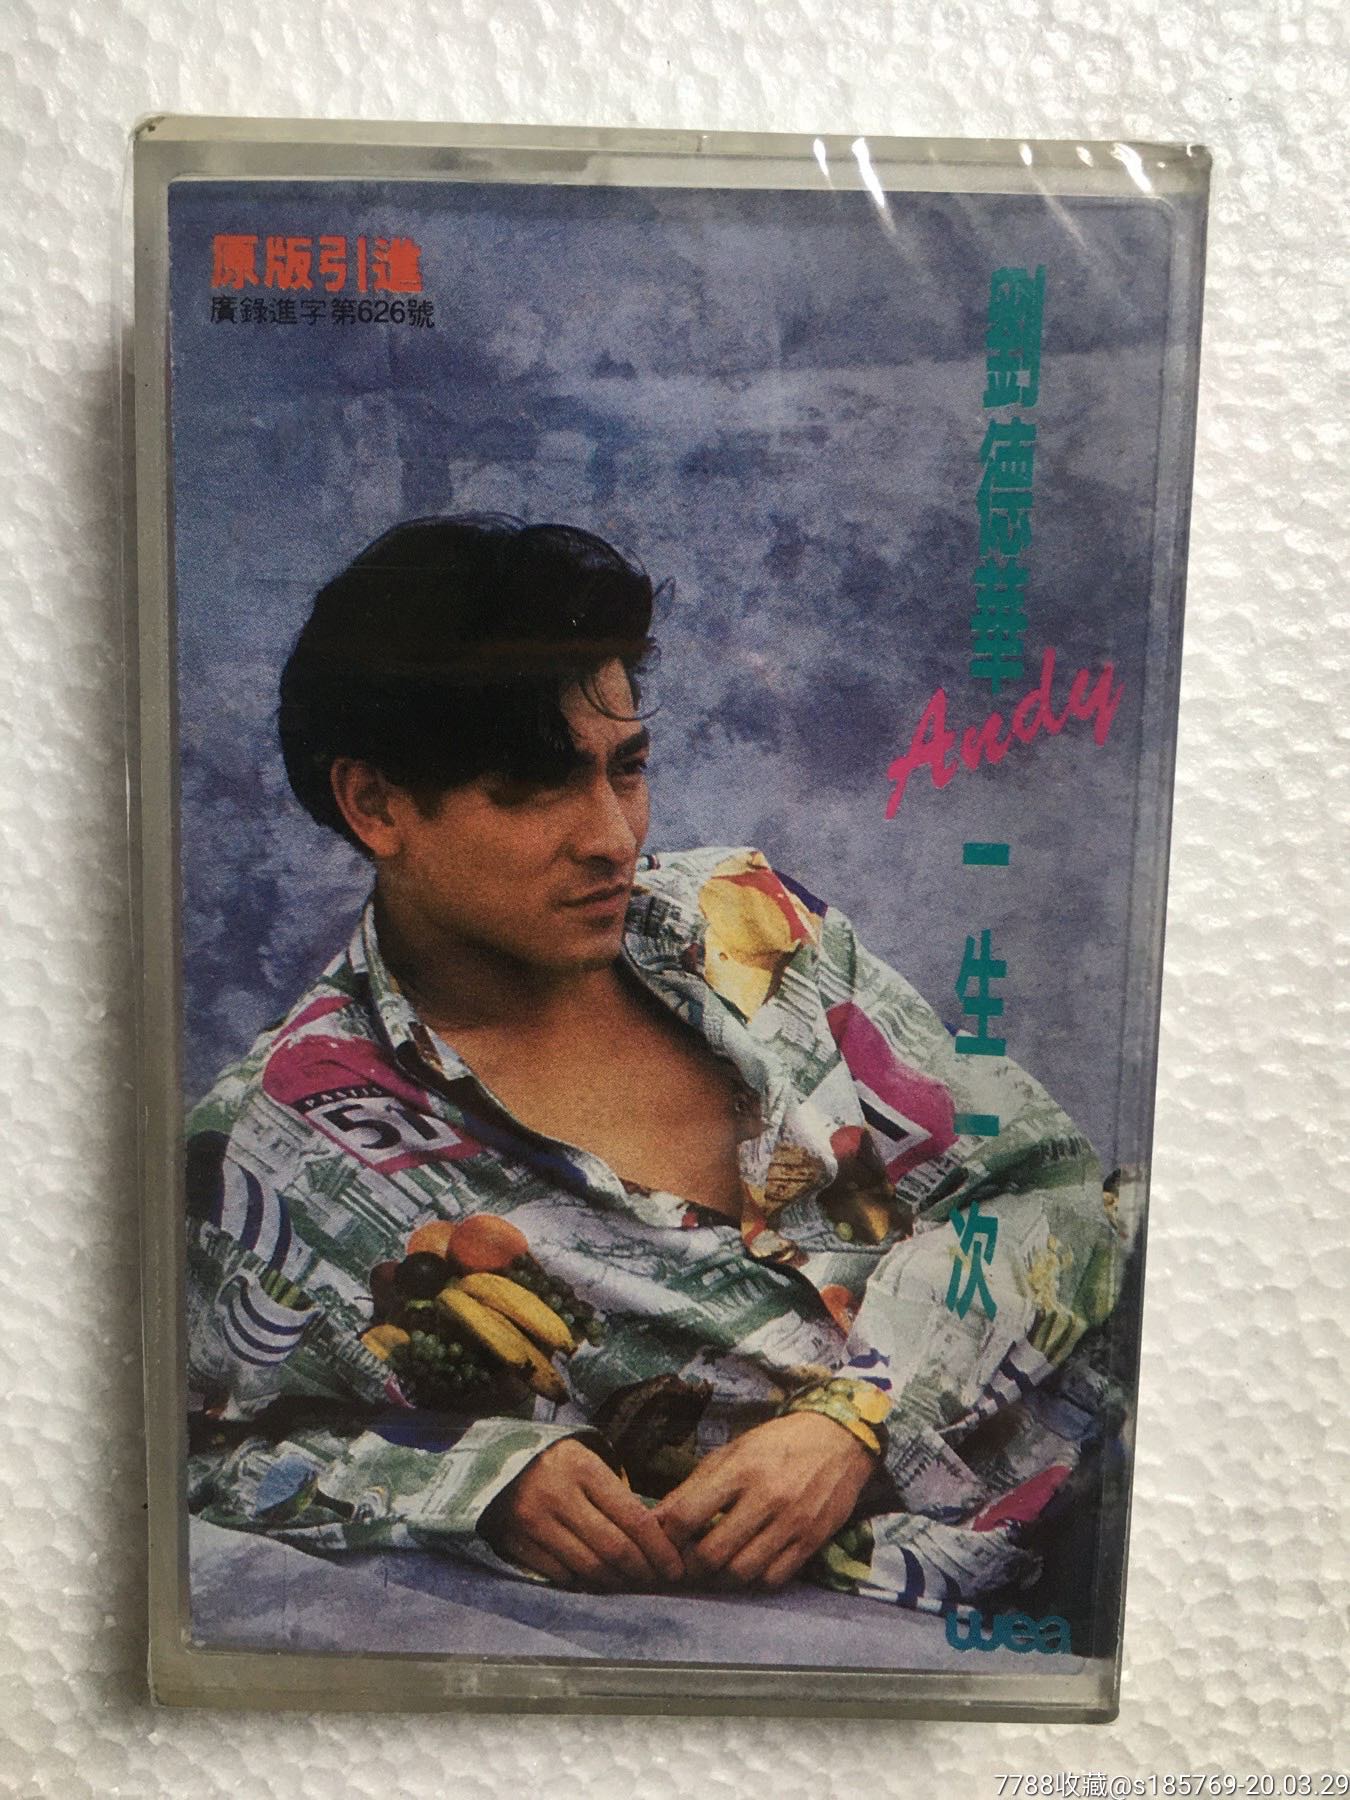 原版引進
廣錄進字第626號
劉德華
Andy
一生一次
51
wea
7788收藏@s185769-20.03.29